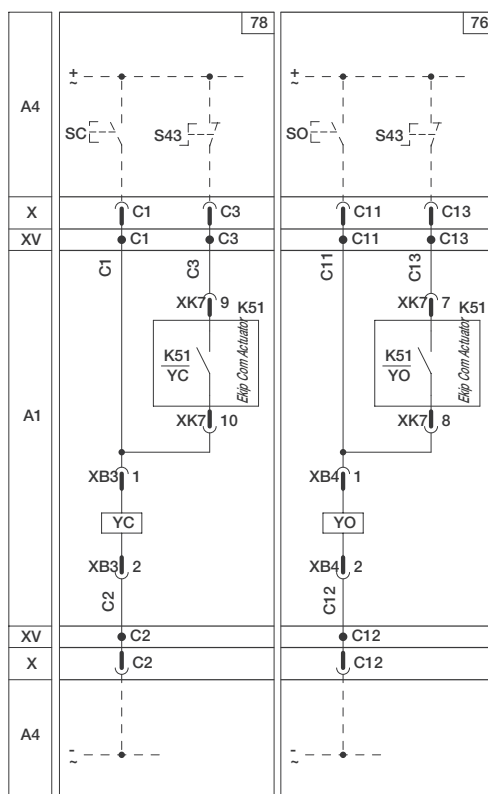 78
76
A4
+
~
SC
S43
+
~
SO
S43
X
C1
C3
C11
C13
XV
C1
C3
C11
C13
C1
C3
C11
C13
A1
XK7 9
K51
K51
YC
Ekip Com Actuator
XK7 10
XK7 7
K51
K51
YO
Ekip Com Actuator
XK7 8
XB3 1
YC
XB3 2
C2
XB4 1
YO
XB4 2
C12
XV
C2
C12
X
C2
C12
A4
-
~
-
~